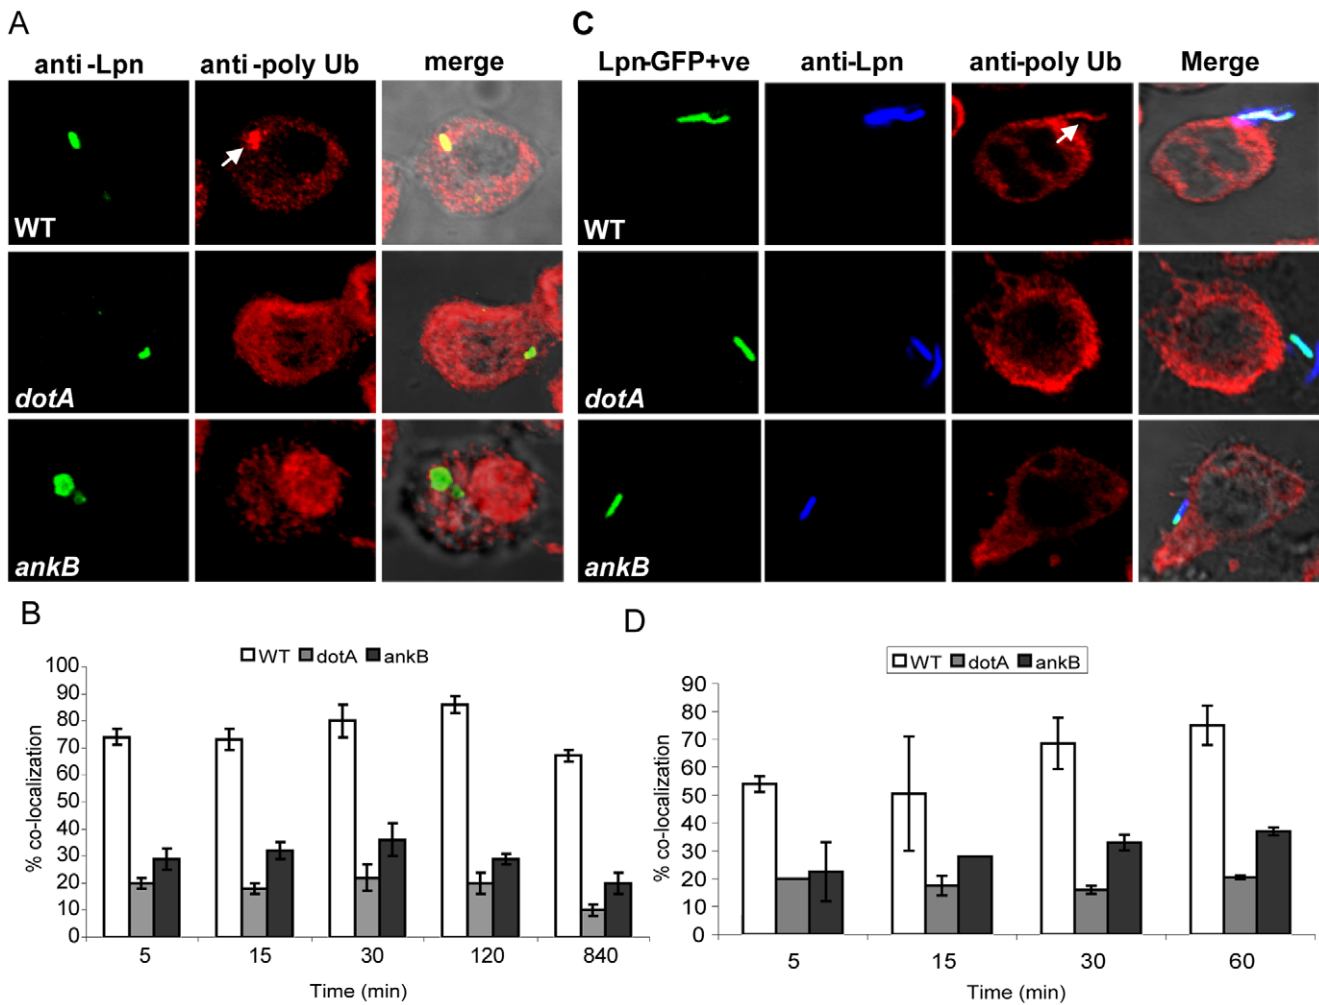 A
C
anti-Lpn anti-poly Ub merge
Lpn-GFP+ve anti-Lpn anti-poly Ub Merge
WT
dotA
ankB
WT
dotA
ankB
B
WT dotA ankB
% co-localization
100
90
80
70
60
50
40
30
20
10
0
5 15 30 120 840
Time (min)
D
WT dotA ankB
% co-localization
90
80
70
60
50
40
30
20
10
0
5 15 30 60
Time (min)